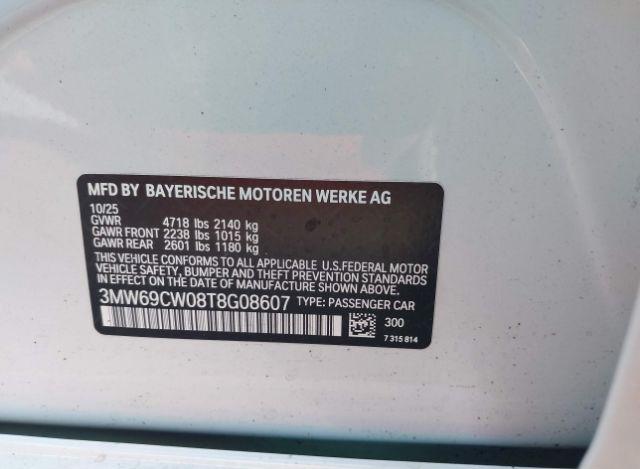 MFD BY BAYERISCHE MOTOREN WERKE AG
10/25
GVWR 4718 lbs 2140 kg
GAWR FRONT 2238 lbs 1015 kg
GAWR REAR 2601 lbs 1180 kg
THIS VEHICLE CONFORMS TO ALL APPLICABLE U.S.FEDERAL MOTOR
VEHICLE SAFETY, BUMPER AND THEFT PREVENTION STANDARDS
IN EFFECT ON THE DATE OF MANUFACTURE SHOWN ABOVE.
3MW69CW08T8G08607 TYPE: PASSENGER CAR
300
7 315 814